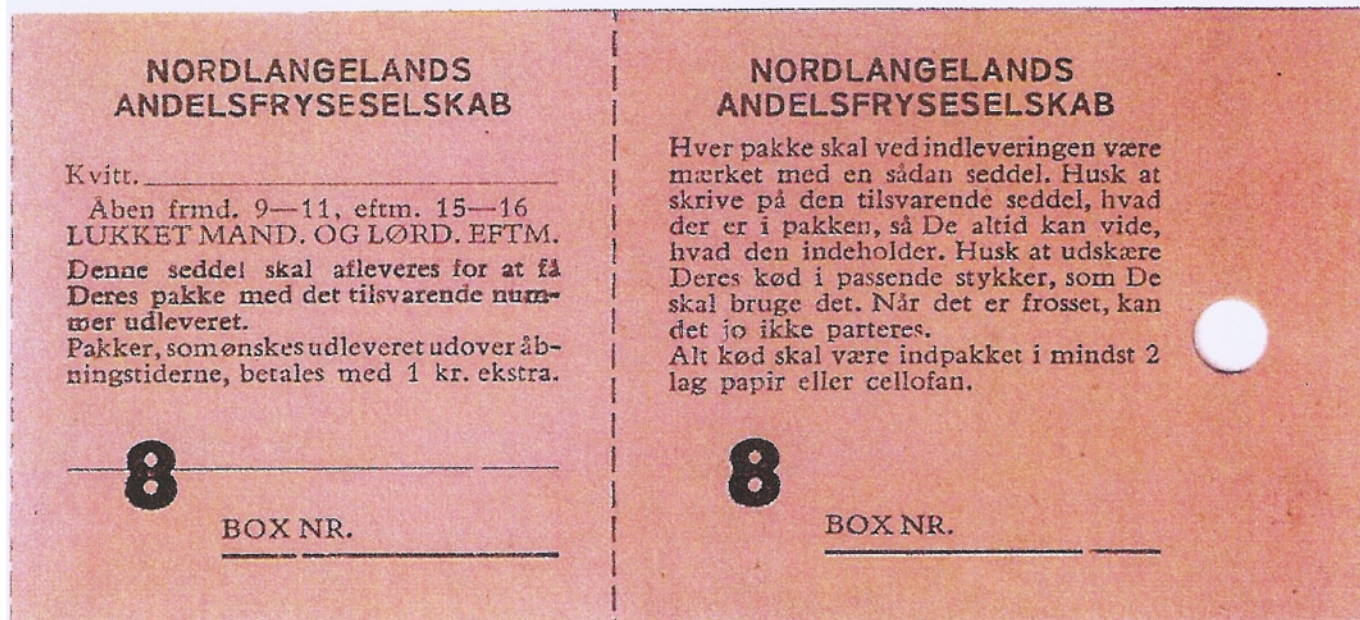 NORDLANGELANDS
ANDELSFRYSESELSKAB
Kvitt.
Åben frmd. 9—11, eftm. 15—16
LUKKET MAND. OG LØRD. EFTM.
Denne seddel skal afleveres for at få
Deres pakke med det tilsvarende num-
mer udleveret.
Pakker, som ønskes udleveret udover åb-
ningstiderne, betales med 1 kr. ekstra.
8
BOX NR.
NORDLANGELANDS
ANDELSFRYSESELSKAB
Hver pakke skal ved indleveringen være
mærket med en sådan seddel. Husk at
skrive på den tilsvarende seddel, hvad
der er i pakken, så De altid kan vide,
hvad den indeholder. Husk at udskære
Deres kød i passende stykker, som De
skal bruge det. Når det er frosset, kan
det jo ikke parteres.
Alt kød skal være indpakket i mindst 2
lag papir eller cellofan.
8
BOX NR.